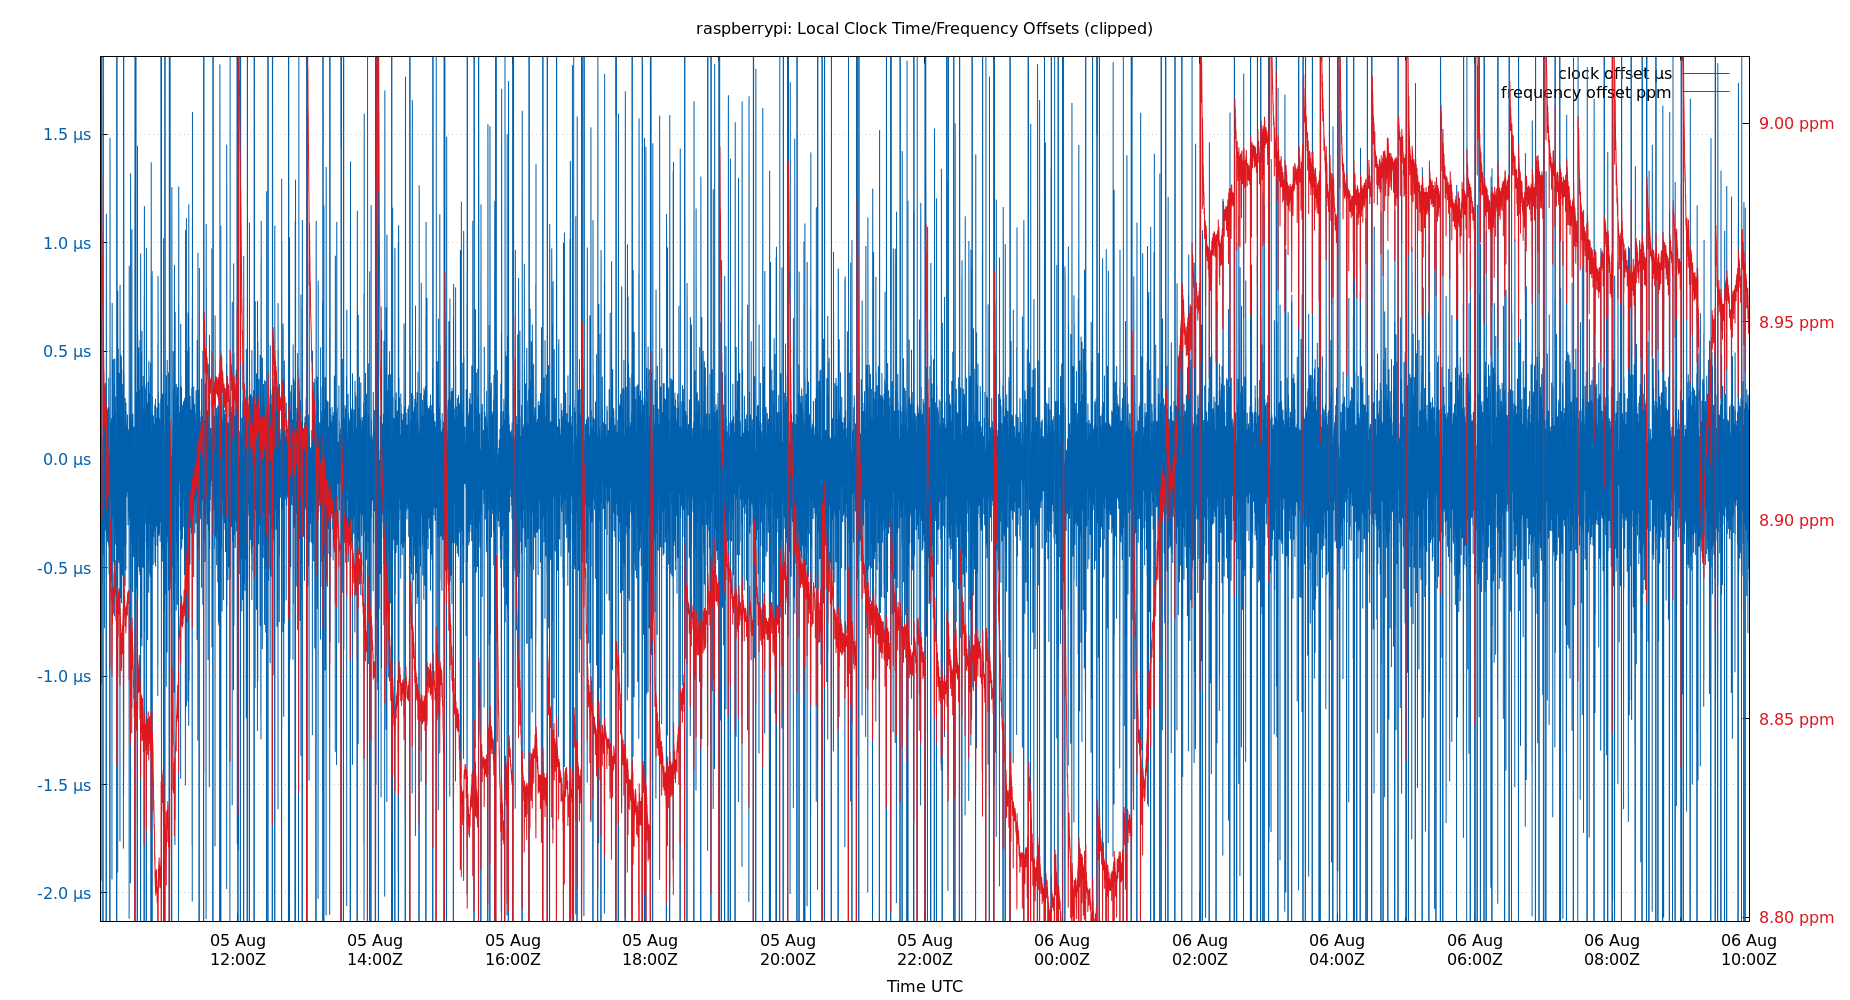 raspberrypi: Local Clock Time/Frequency Offsets (clipped)
clock offset µs
frequency offset ppm
1.5 µs
1.0 µs
0.5 µs
0.0 µs
-0.5 µs
-1.0 µs
-1.5 µs
-2.0 µs
9.00 ppm
8.95 ppm
8.90 ppm
8.85 ppm
8.80 ppm
05 Aug 05 Aug 05 Aug 05 Aug 05 Aug 05 Aug 06 Aug 06 Aug 06 Aug 06 Aug 06 Aug 06 Aug
12:00Z 14:00Z 16:00Z 18:00Z 20:00Z 22:00Z 00:00Z 02:00Z 04:00Z 06:00Z 08:00Z 10:00Z
Time UTC